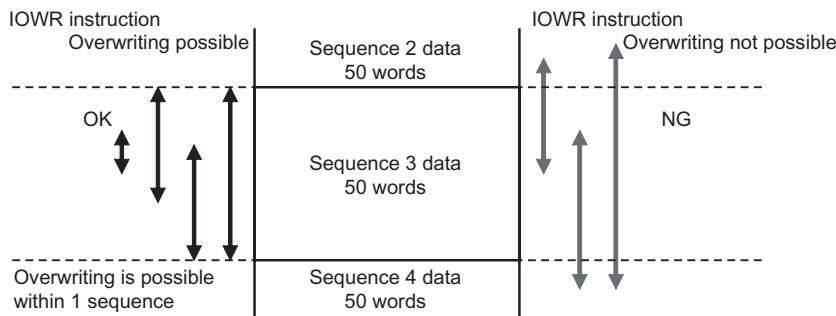 IOWR instruction
Overwriting possible
Sequence 2 data
50 words
IOWR instruction
Overwriting not possible
OK
NG
Sequence 3 data
50 words
Overwriting is possible
within 1 sequence
Sequence 4 data
50 words